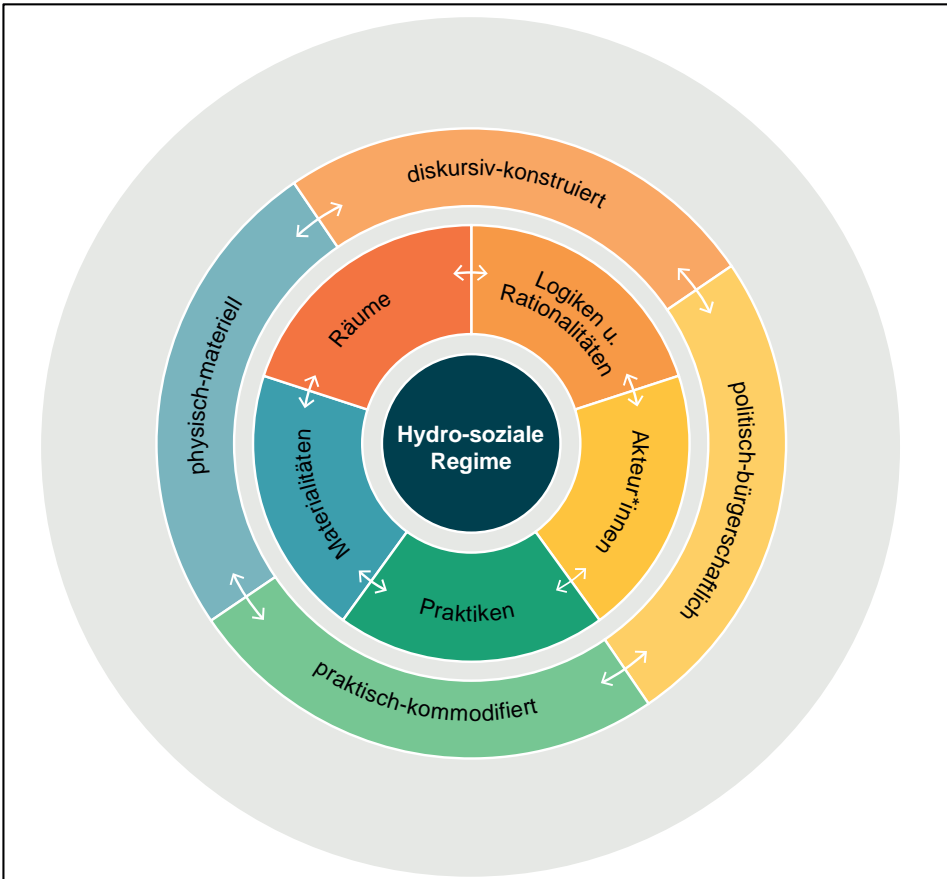 diskursiv-konstruiert
physisch-materiell
politisch-bürgerschaftlich
praktisch-kommodifiert
Räume
Logiken u.
Rationalitäten
Materialitäten
Akteur*innen
Praktiken
Hydro-soziale
Regime